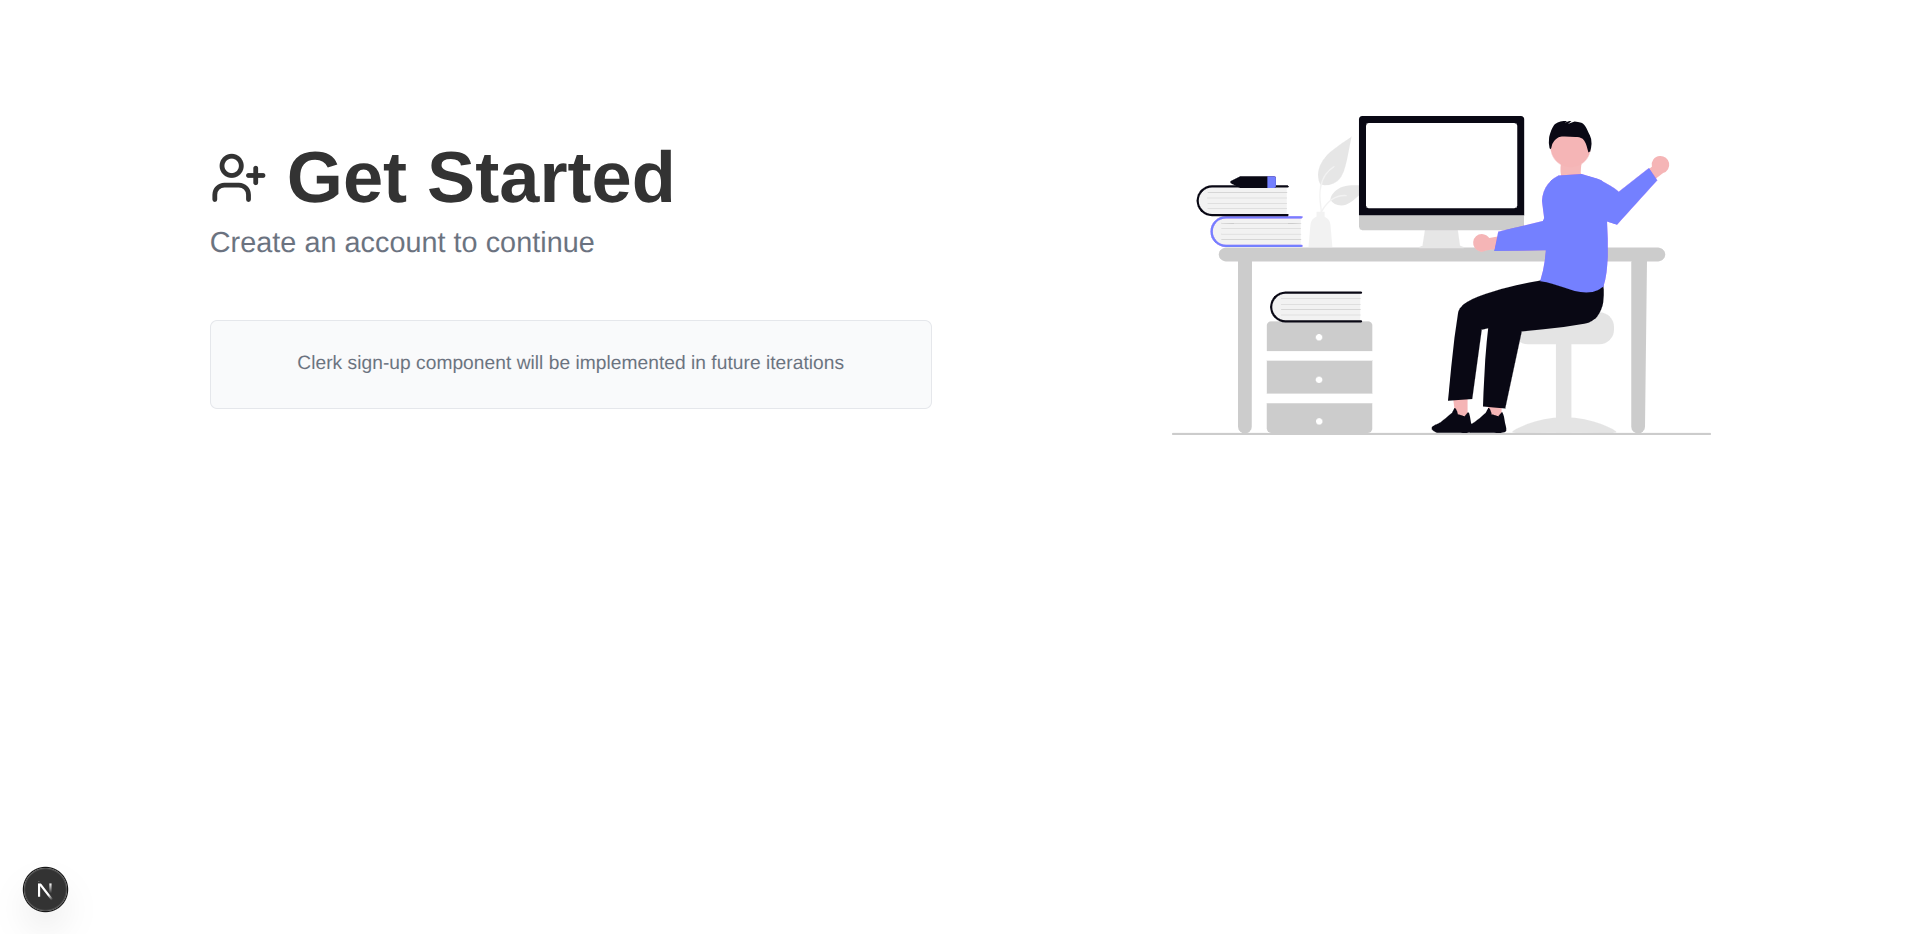 Get Started
Create an account to continue
Clerk sign-up component will be implemented in future iterations
N